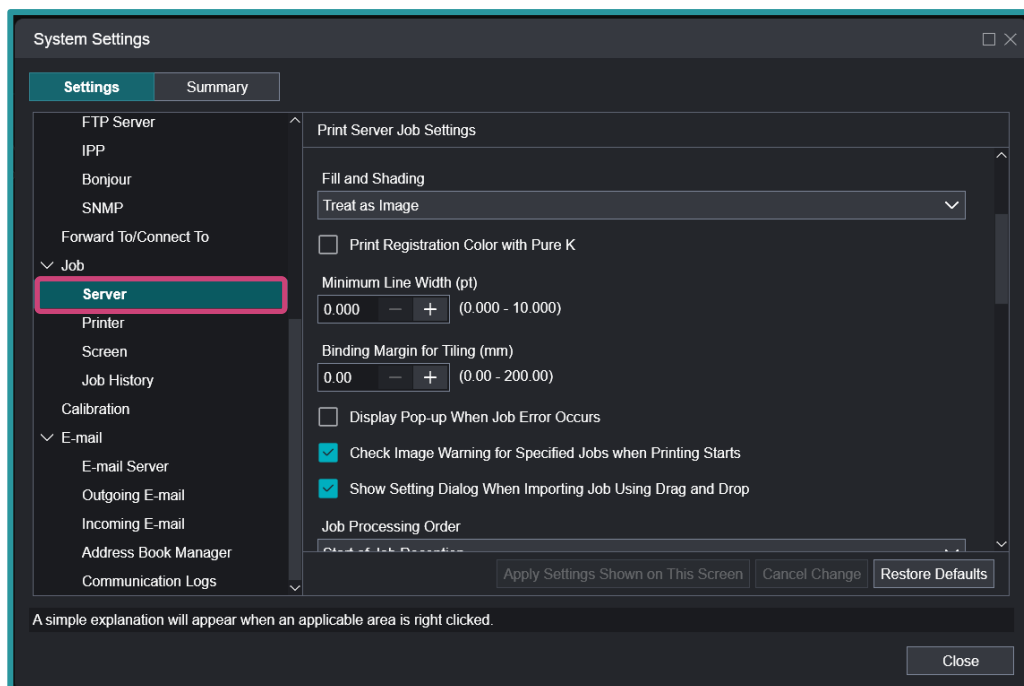 System Settings
Settings
Summary
FTP Server
IPP
Bonjour
SNMP
Forward To/Connect To
Job
Server
Printer
Screen
Job History
Calibration
E-mail
E-mail Server
Outgoing E-mail
Incoming E-mail
Address Book Manager
Communication Logs
Print Server Job Settings
Fill and Shading
Treat as Image
Print Registration Color with Pure K
Minimum Line Width (pt)
0.000 − + (0.000 - 10.000)
Binding Margin for Tiling (mm)
0.00 − + (0.00 - 200.00)
Display Pop-up When Job Error Occurs
Check Image Warning for Specified Jobs when Printing Starts
Show Setting Dialog When Importing Job Using Drag and Drop
Job Processing Order
Start of Job Reception
Apply Settings Shown on This Screen
Cancel Change
Restore Defaults
A simple explanation will appear when an applicable area is right clicked.
Close